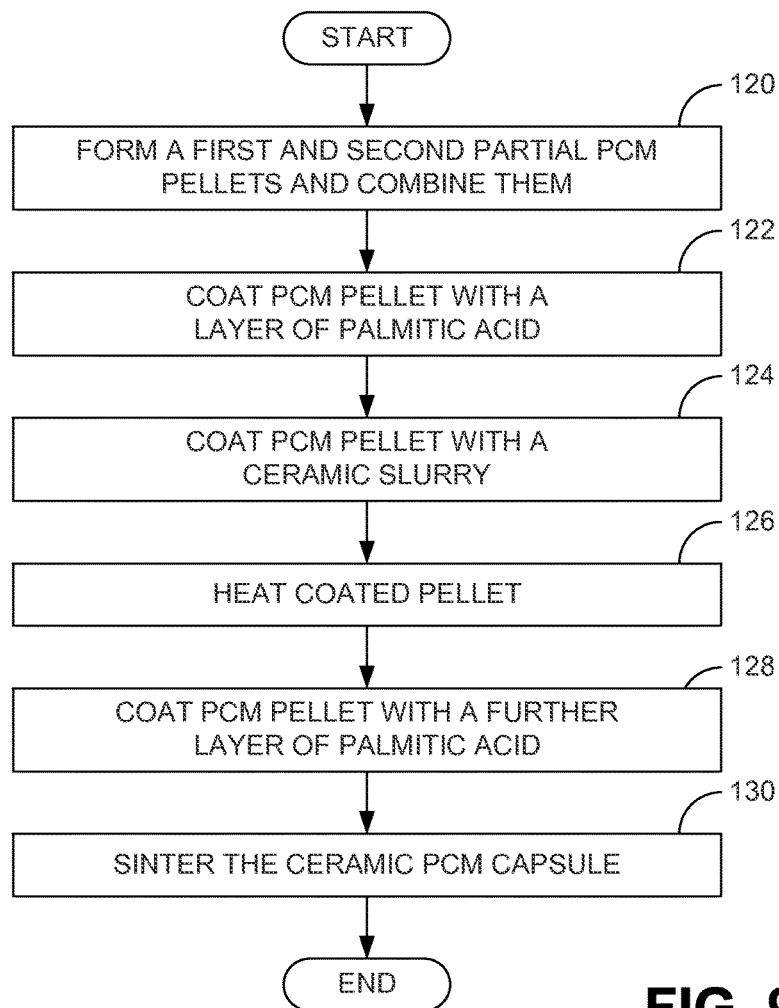 START
120
FORM A FIRST AND SECOND PARTIAL PCM
PELLETS AND COMBINE THEM
122
COAT PCM PELLET WITH A
LAYER OF PALMITIC ACID
124
COAT PCM PELLET WITH A
CERAMIC SLURRY
126
HEAT COATED PELLET
128
COAT PCM PELLET WITH A FURTHER
LAYER OF PALMITIC ACID
130
SINTER THE CERAMIC PCM CAPSULE
END
FIG. 9